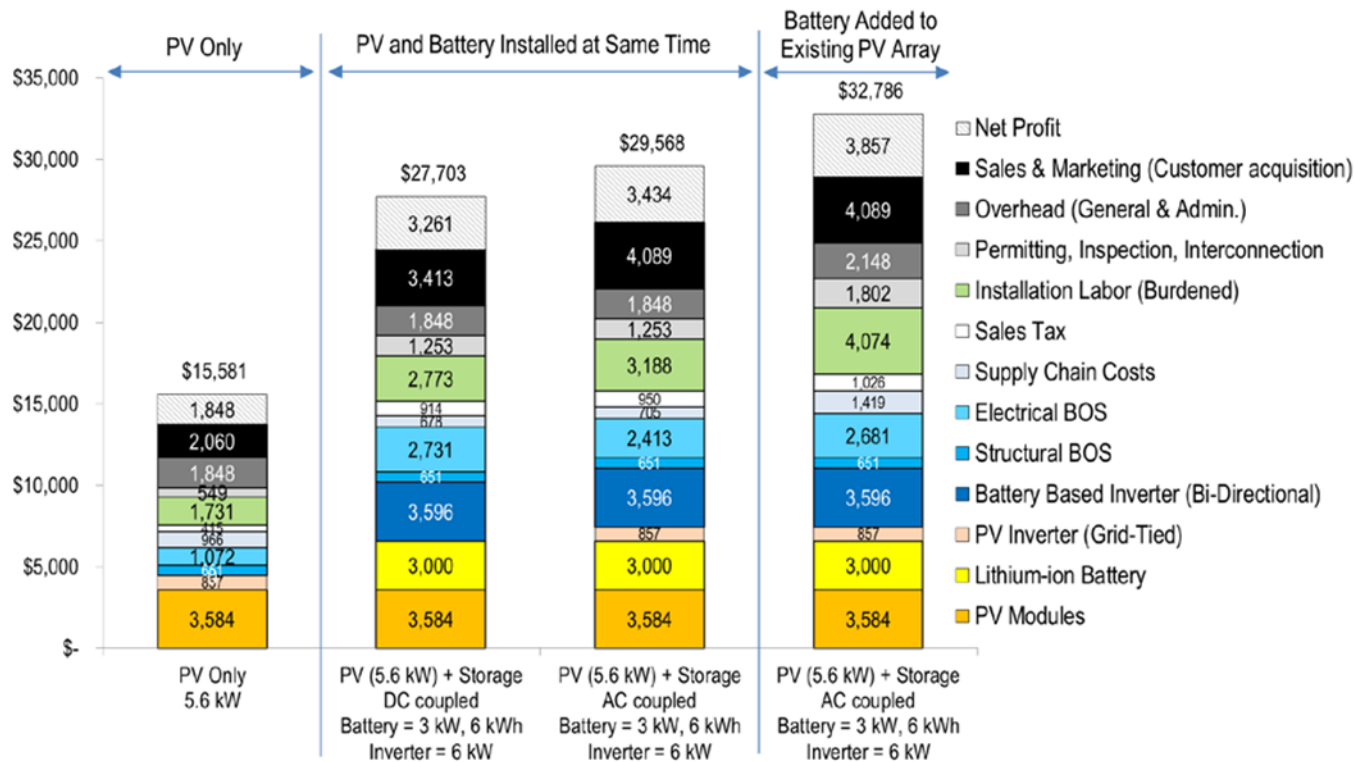 PV Only
PV and Battery Installed at Same Time
Battery Added to
Existing PV Array
$35,000
$30,000
$25,000
$20,000
$15,000
$10,000
$5,000
$-
$15,581
1,848
2,060
1,848
549
1,731
415
966
1,072
651
857
3,584
$27,703
3,261
3,413
1,848
1,253
2,773
914
678
2,731
651
3,596
3,000
3,584
$29,568
3,434
4,089
1,848
1,253
3,188
950
705
2,413
651
3,596
857
3,000
3,584
$32,786
3,857
4,089
2,148
1,802
4,074
1,026
1,419
2,681
651
3,596
857
3,000
3,584
Net Profit
Sales & Marketing (Customer acquisition)
Overhead (General & Admin.)
Permitting, Inspection, Interconnection
Installation Labor (Burdened)
Sales Tax
Supply Chain Costs
Electrical BOS
Structural BOS
Battery Based Inverter (Bi-Directional)
PV Inverter (Grid-Tied)
Lithium-ion Battery
PV Modules
PV Only
5.6 kW
PV (5.6 kW) + Storage
DC coupled
Battery = 3 kW, 6 kWh
Inverter = 6 kW
PV (5.6 kW) + Storage
AC coupled
Battery = 3 kW, 6 kWh
Inverter = 6 kW
PV (5.6 kW) + Storage
AC coupled
Battery = 3 kW, 6 kWh
Inverter = 6 kW